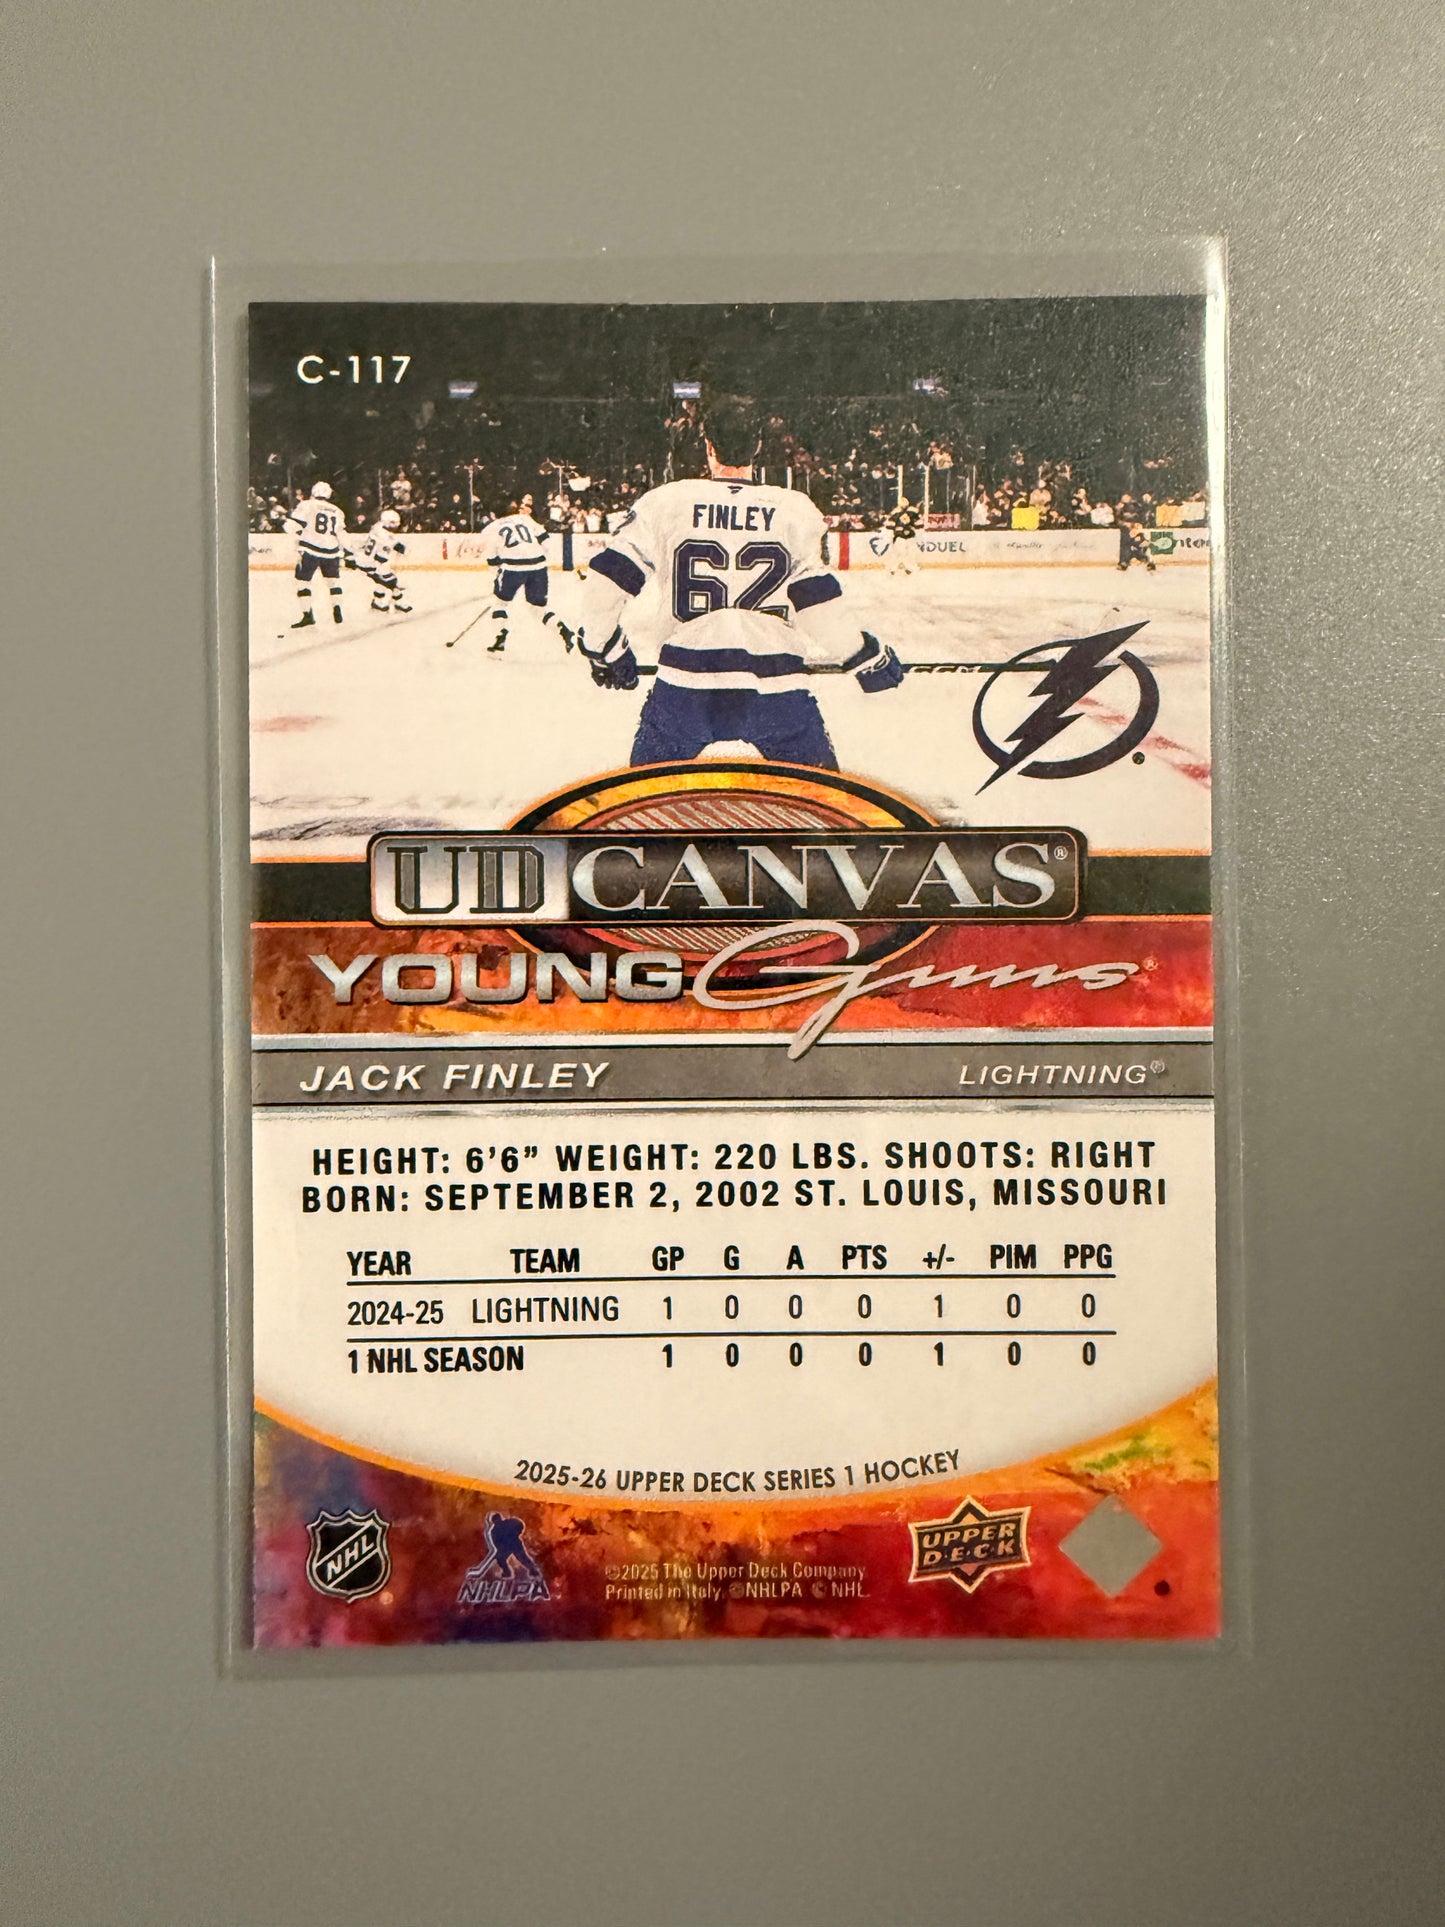 C-117
FINLEY
62
81
20
UD CANVAS®
YOUNG Guns®
JACK FINLEY LIGHTNING®
HEIGHT: 6'6" WEIGHT: 220 LBS. SHOOTS: RIGHT
BORN: SEPTEMBER 2, 2002 ST. LOUIS, MISSOURI
YEAR TEAM GP G A PTS +/- PIM PPG
2024-25 LIGHTNING 1 0 0 0 1 0 0
1 NHL SEASON 1 0 0 0 1 0 0
2025-26 UPPER DECK SERIES 1 HOCKEY
NHL
NHLPA
©2025 The Upper Deck Company
Printed in Italy. ©NHLPA © NHL.
UPPER
D•E•C•K